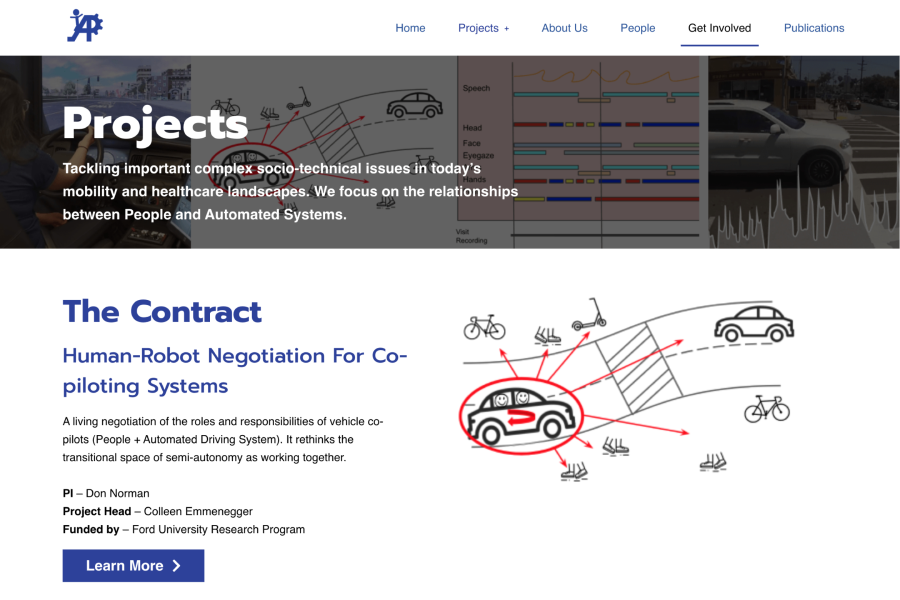 Home Projects + About Us People Get Involved Publications
Projects
Tackling important complex socio-technical issues in today's
mobility and healthcare landscapes. We focus on the relationships
between People and Automated Systems.
Speech
Head
Face
Eyegaze
Hands
Visit
Recording
The Contract
Human-Robot Negotiation For Co-
piloting Systems
A living negotiation of the roles and responsibilities of vehicle co-
pilots (People + Automated Driving System). It rethinks the
transitional space of semi-autonomy as working together.
PI – Don Norman
Project Head – Colleen Emmenegger
Funded by – Ford University Research Program
Learn More